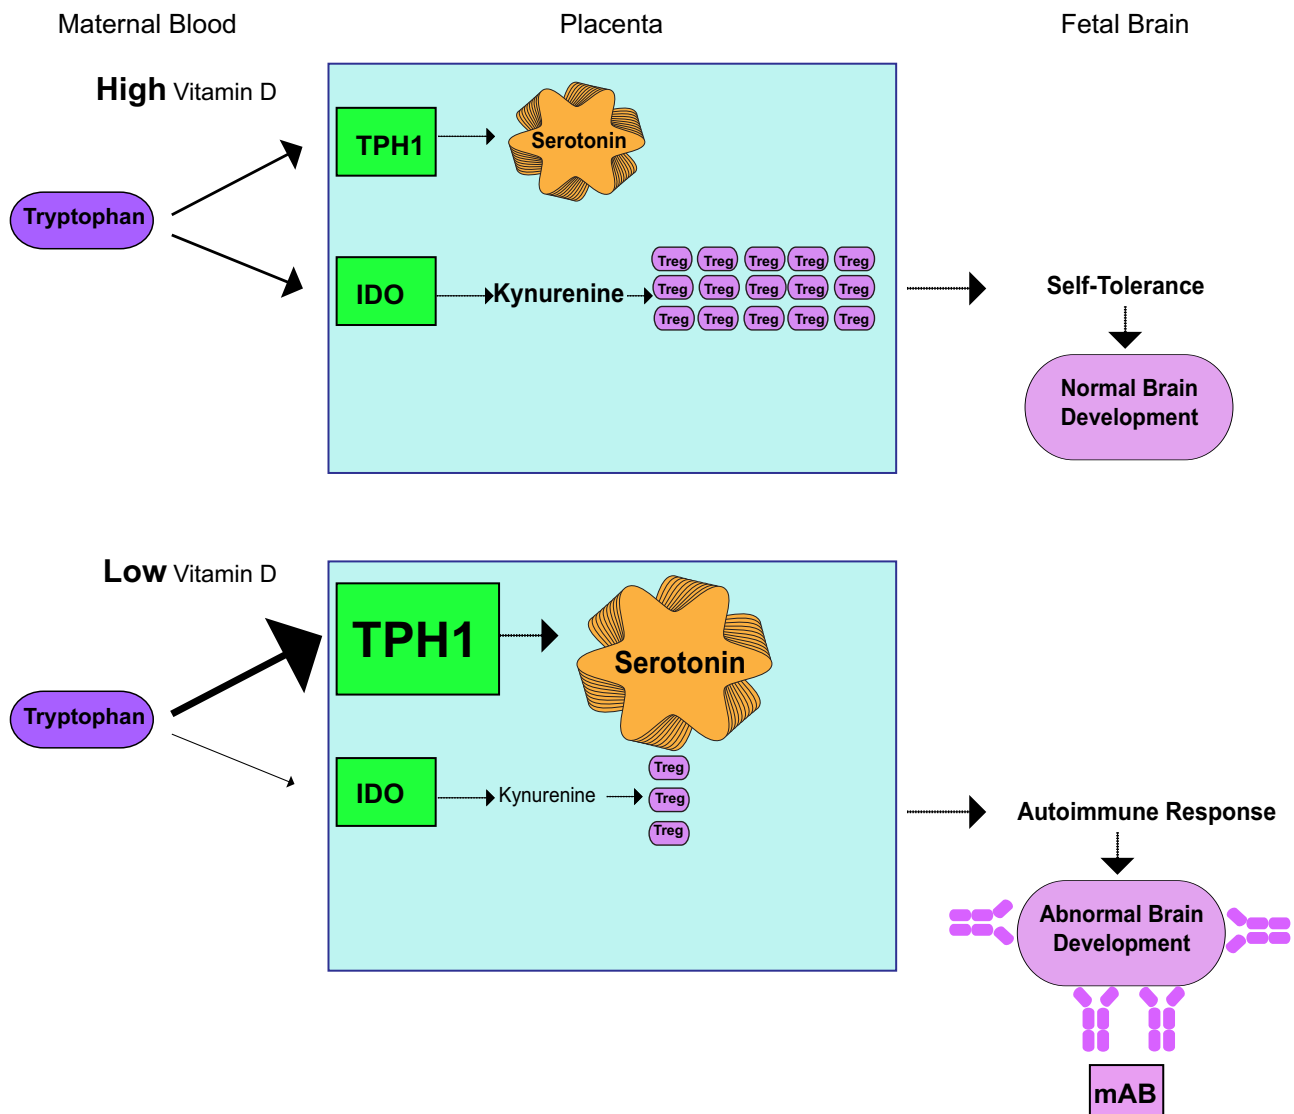 Maternal Blood
Placenta
Fetal Brain
High Vitamin D
TPH1
Serotonin
Tryptophan
IDO
Kynurenine
Treg Treg Treg Treg Treg
Treg Treg Treg Treg Treg
Treg Treg Treg Treg Treg
Self-Tolerance
Normal Brain
Development
Low Vitamin D
TPH1
Serotonin
Tryptophan
IDO
Kynurenine
Treg
Treg
Treg
Autoimmune Response
Abnormal Brain
Development
mAB